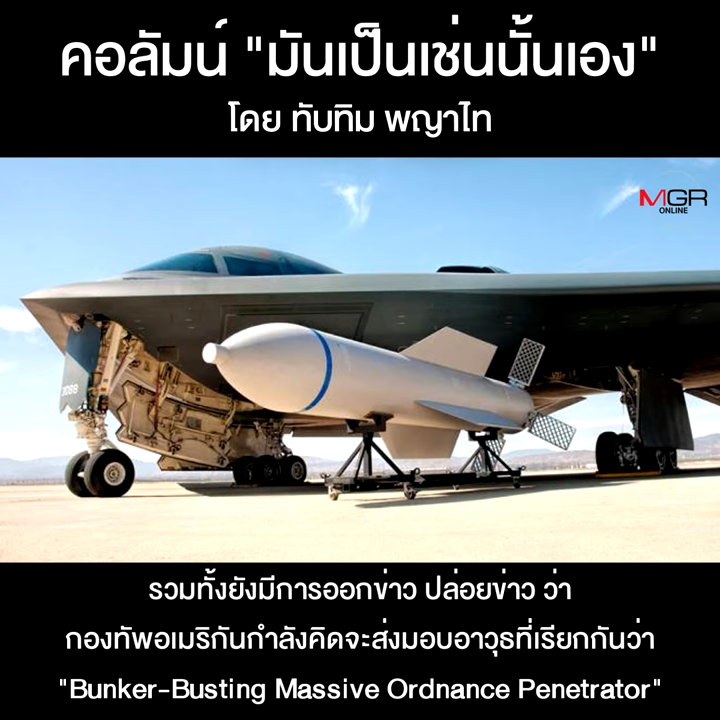 คอลัมน์ "มันเป็นเช่นนั้นเอง"
โดย ทับทิม พญาไท
MGR
ONLINE
รวมทั้งยังมีการออกข่าว ปล่อยข่าว ว่า
กองทัพอเมริกันกำลังคิดจะส่งมอบอาวุธที่เรียกกันว่า
"Bunker-Busting Massive Ordnance Penetrator"